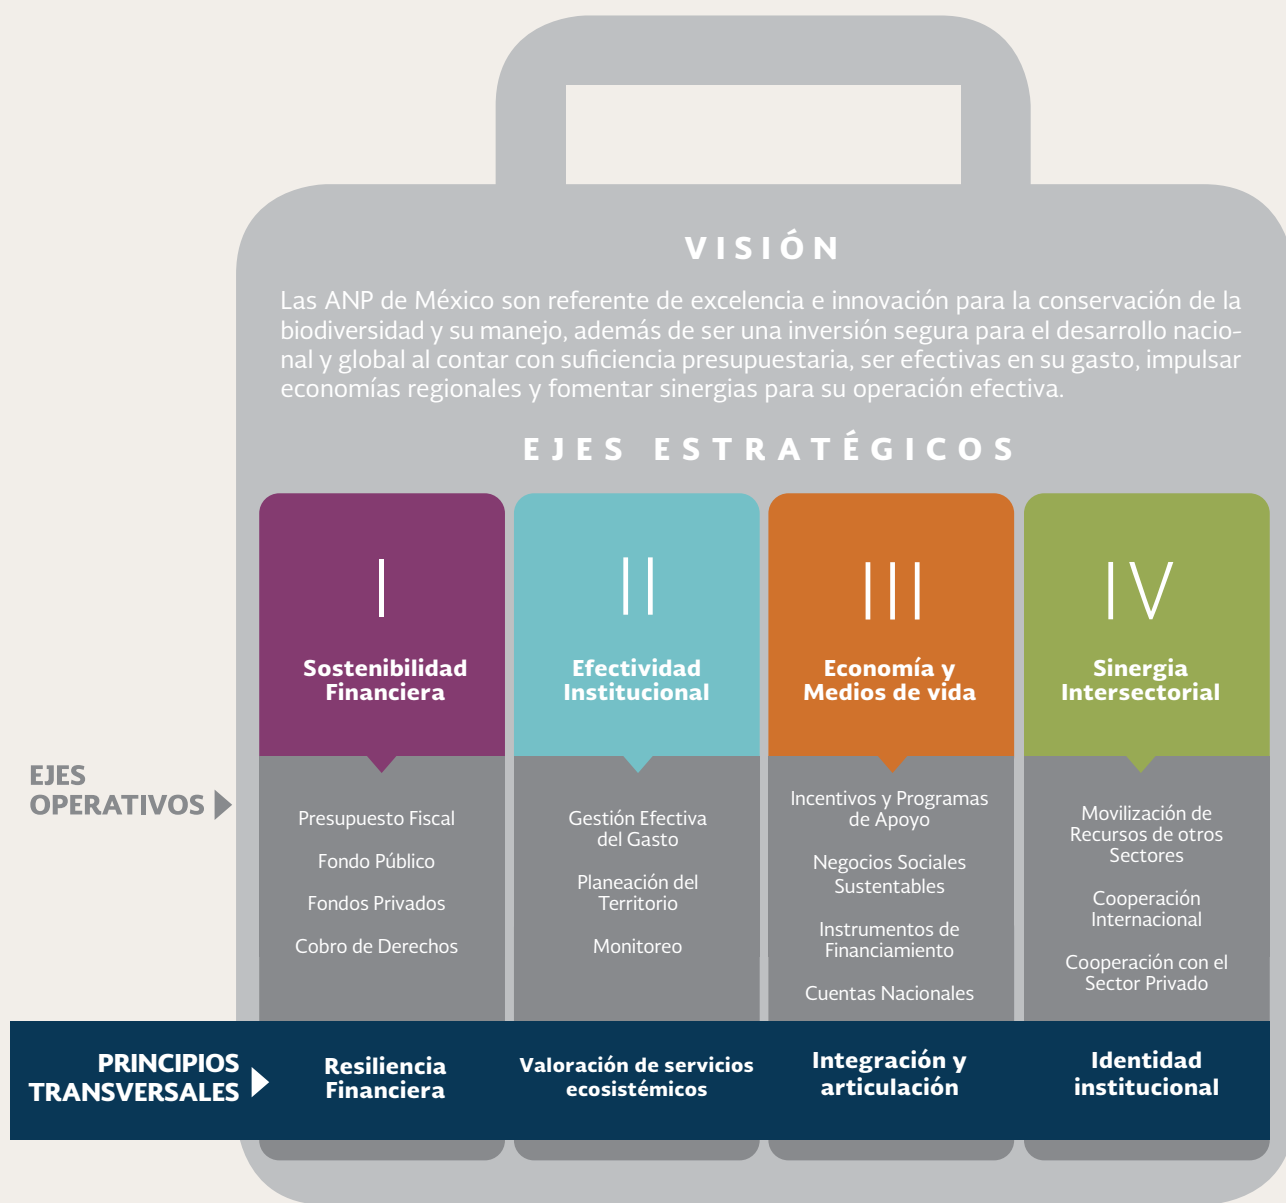 VISIÓN
Las ANP de México son referente de excelencia e innovación para la conservación de la
biodiversidad y su manejo, además de ser una inversión segura para el desarrollo nacio-
nal y global al contar con suficiencia presupuestaria, ser efectivas en su gasto, impulsar
economías regionales y fomentar sinergias para su operación efectiva.
EJES ESTRATÉGICOS
I
Sostenibilidad
Financiera
II
Efectividad
Institucional
III
Economía y
Medios de vida
IV
Sinergia
Intersectorial
EJES
OPERATIVOS
Presupuesto Fiscal
Fondo Público
Fondos Privados
Cobro de Derechos
Gestión Efectiva
del Gasto
Planeación del
Territorio
Monitoreo
Incentivos y Programas
de Apoyo
Negocios Sociales
Sustentables
Instrumentos de
Financiamiento
Cuentas Nacionales
Movilización de
Recursos de otros
Sectores
Cooperación
Internacional
Cooperación con el
Sector Privado
PRINCIPIOS
TRANSVERSALES
Resiliencia
Financiera
Valoración de servicios
ecosistémicos
Integración y
articulación
Identidad
institucional